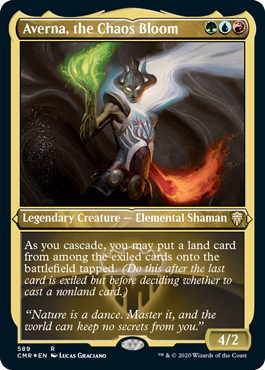 Averna, the Chaos Bloom
Legendary Creature — Elemental Shaman
As you cascade, you may put a land card
from among the exiled cards onto the
battlefield tapped. (Do this after the last
card is exiled but before deciding whether to
cast a nonland card.)
“Nature is a dance. Master it, and the
world can keep no secrets from you.”
4/2
589 R
CMR★EN Lucas Graciano
™ & © 2020 Wizards of the Coast